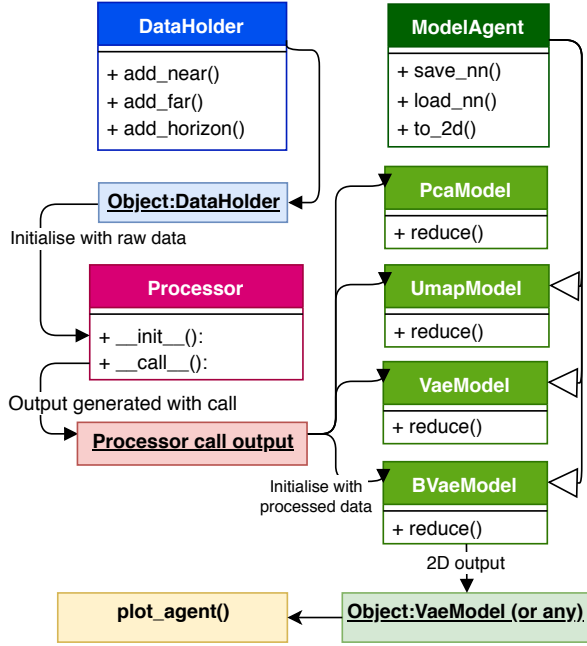 DataHolder
+ add_near()
+ add_far()
+ add_horizon()
ModelAgent
+ save_nn()
+ load_nn()
+ to_2d()
Object:DataHolder
Initialise with raw data
PcaModel
+ reduce()
Processor
+ __init__():
+ __call__():
UmapModel
+ reduce()
Output generated with call
VaeModel
+ reduce()
Processor call output
Initialise with
processed data
BVaeModel
+ reduce()
2D output
plot_agent()
Object:VaeModel (or any)